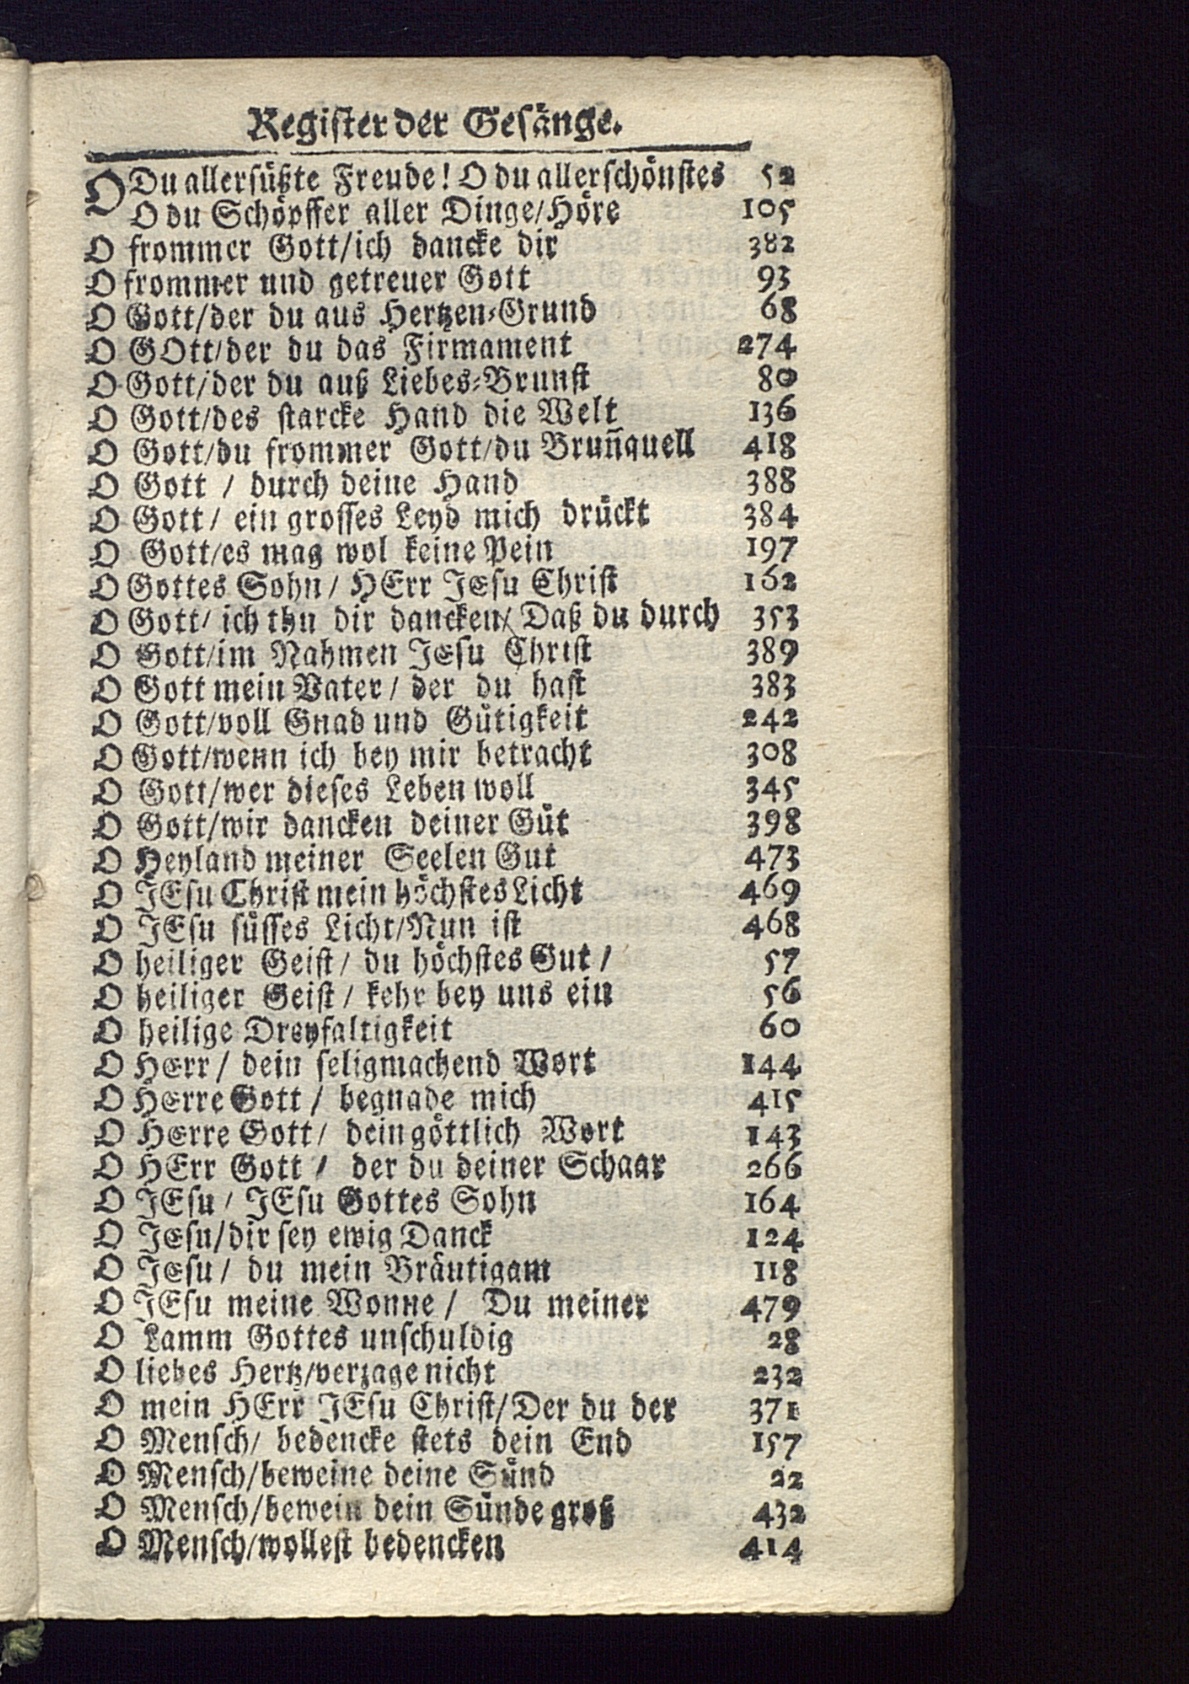 Register der Gesänge.
O Du allersüßte Freude! O du allerschönstes 52
O du Schöpffer aller Dinge/Höre 105
O frommer Gott/ich dancke dir 382
O frommer und getreuer Gott 93
O Gott/der du aus Hertzen-Grund 68
O GOtt/der du das Firmament 274
O Gott/der du auß Liebes-Brunst 80
O Gott/des starcke Hand die Welt 136
O Gott/du frommer Gott/du Brun̄quell 418
O Gott / durch deine Hand 388
O Gott/ ein grosses Leyd mich drückt 384
O Gott/es mag wol keine Pein 197
O Gottes Sohn/ HErr JEsu Christ 162
O Gott/ ich thu dir dancken/ Daß du durch 353
O Gott/im Nahmen JEsu Christ 389
O Gott mein Vater/ der du hast 383
O Gott/voll Gnad und Gütigkeit 242
O Gott/wenn ich bey mir betracht 308
O Gott/wer dieses Leben woll 345
O Gott/wir dancken deiner Güt 398
O Heyland meiner Seelen Gut 473
O JEsu Christ mein höchstes Licht 469
O JEsu süsses Licht/Nun ist 468
O heiliger Geist/ du höchstes Gut / 57
O heiliger Geist/ kehr bey uns ein 56
O heilige Dreyfaltigkeit 60
O HErr/ dein seligmachend Wort 144
O HErre Gott / begnade mich 415
O HErre Gott/ dein göttlich Wort 143
O HErr Gott / der du deiner Schaar 266
O JEsu / JEsu Gottes Sohn 164
O JEsu/dir sey ewig Danck 124
O JEsu/ du mein Bräutigam 118
O JEsu meine Wonne / Du meiner 479
O Lamm Gottes unschuldig 28
O liebes Hertz/verzage nicht 232
O mein HErr JEsu Christ/Der du der 371
O Mensch/ bedencke stets dein End 157
O Mensch/beweine deine Sünd 22
O Mensch/bewein dein Sünde groß 432
O Mensch/wollest bedencken 414